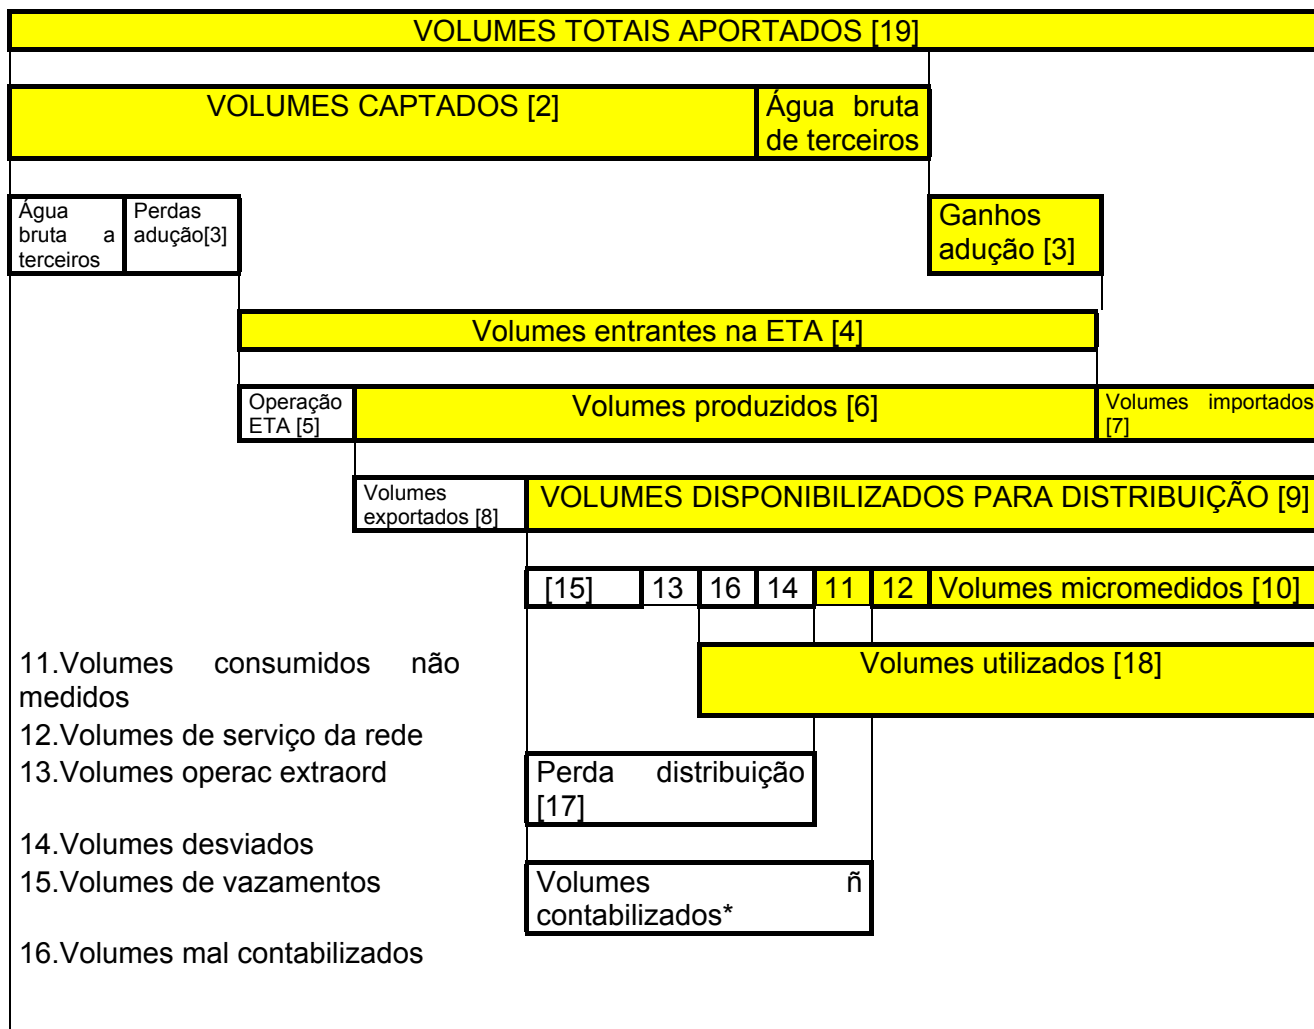 VOLUMES TOTAIS APORTADOS [19]
VOLUMES CAPTADOS [2]
Água bruta
de terceiros
Água
bruta a
terceiros
Perdas
adução[3]
Ganhos
adução [3]
Volumes entrantes na ETA [4]
Operação
ETA [5]
Volumes produzidos [6]
Volumes importados
[7]
Volumes
exportados [8]
VOLUMES DISPONIBILIZADOS PARA DISTRIBUIÇÃO [9]
[15] 13 16 14 11 12 Volumes micromedidos [10]
11.Volumes consumidos não
medidos
Volumes utilizados [18]
12.Volumes de serviço da rede
13.Volumes operac extraord
Perda distribuição
[17]
14.Volumes desviados
15.Volumes de vazamentos
Volumes ñ
contabilizados*
16.Volumes mal contabilizados